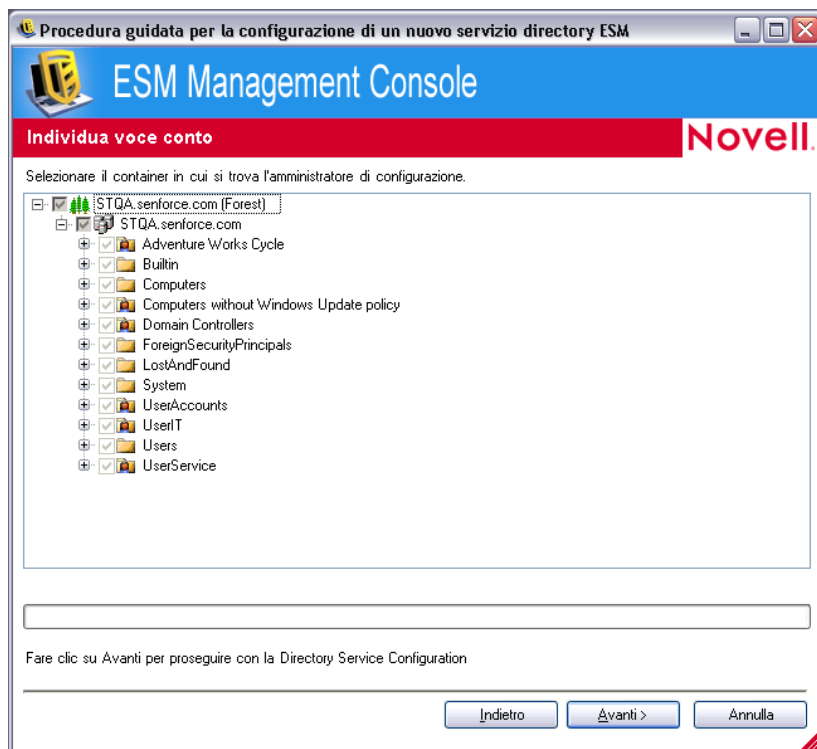 Procedura guidata per la configurazione di un nuovo servizio directory ESM
ESM Management Console
Individua voce conto
Novell.
Selezionare il container in cui si trova l'amministratore di configurazione.
STQA.senforce.com (Forest)
STQA.senforce.com
Adventure Works Cycle
Builtin
Computers
Computers without Windows Update policy
Domain Controllers
ForeignSecurityPrincipals
LostAndFound
System
UserAccounts
UserIT
Users
UserService
Fare clic su Avanti per proseguire con la Directory Service Configuration
Indietro
Avanti >
Annulla